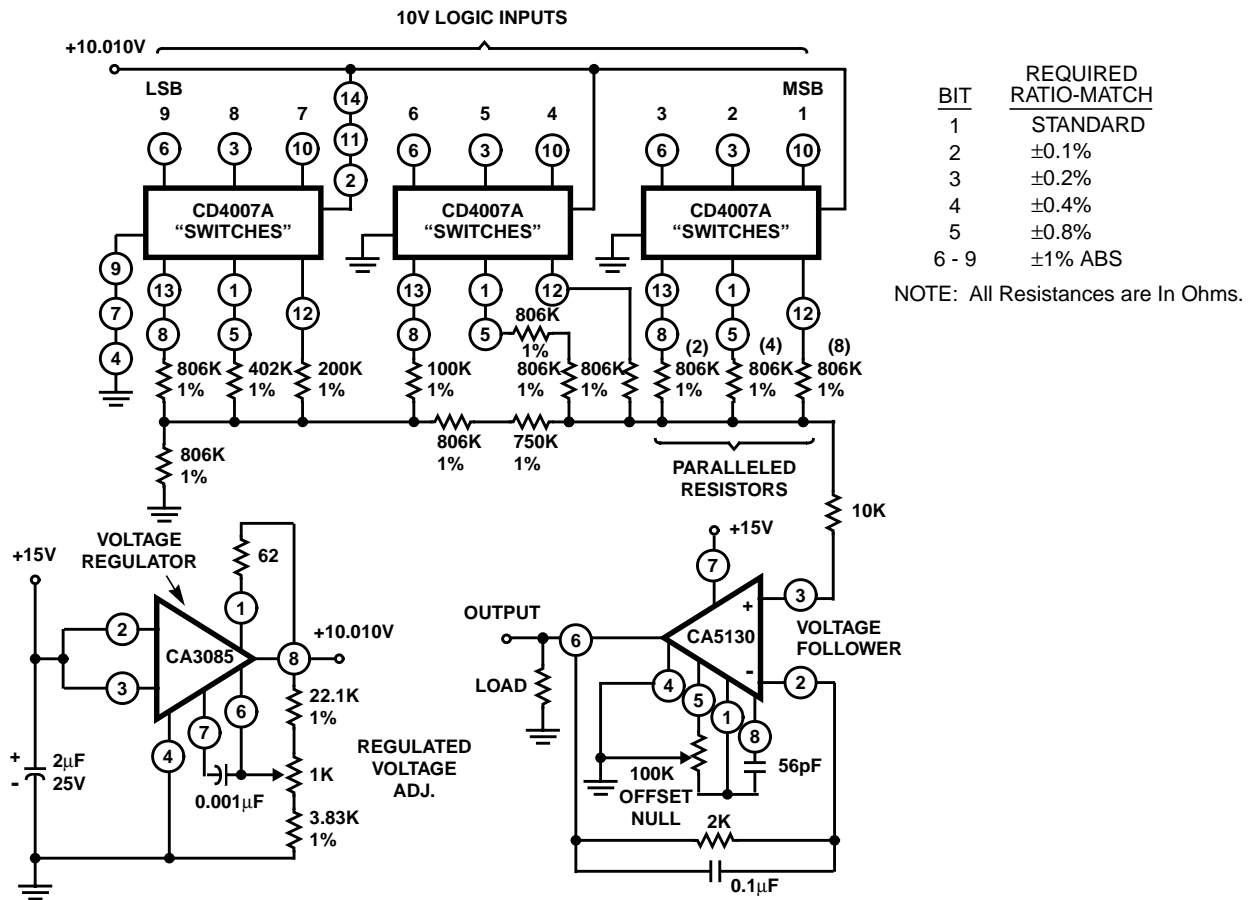 10V LOGIC INPUTS
+10.010V
LSB
MSB
9 8 7 6 5 4 3 2 1
14
11
2
6 3 10 6 3 10 6 3 10
CD4007A
“SWITCHES”
CD4007A
“SWITCHES”
CD4007A
“SWITCHES”
9
7
4
13 1 12 13 1 12 13 1 12
8 5 8 5 8 5
806K
1%
402K
1%
200K
1%
100K
1%
806K
1%
806K
1%
806K
1%
(2)
806K
1%
(4)
806K
1%
(8)
806K
1%
806K
1%
750K
1%
806K
1%
PARALLELED
RESISTORS
10K
BIT
REQUIRED
RATIO-MATCH
1 STANDARD
2 ±0.1%
3 ±0.2%
4 ±0.4%
5 ±0.8%
6 - 9 ±1% ABS
NOTE: All Resistances are In Ohms.
+15V
VOLTAGE
REGULATOR
62
1
2
3
CA3085
8
+10.010V
6
7
4
22.1K
1%
1K
3.83K
1%
0.001µF
REGULATED
VOLTAGE
ADJ.
+
-
2µF
25V
+15V
7
OUTPUT
6
LOAD
CA5130
+
-
3
VOLTAGE
FOLLOWER
2
4
5
1
8
56pF
100K
OFFSET
NULL
2K
0.1µF